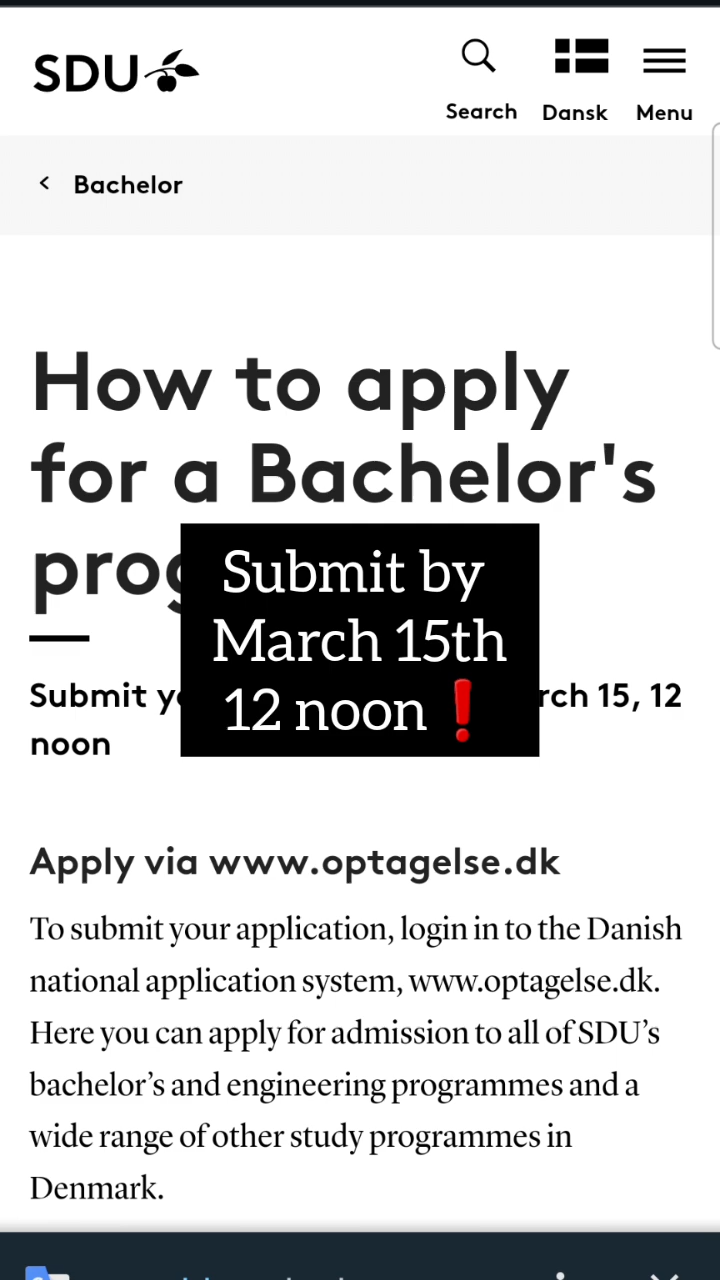 SDU
Search Dansk Menu
< Bachelor
How to apply
for a Bachelor's
Submit by
March 15th
12 noon❗
Submit 15, 12
noon
Apply via www.optagelse.dk
To submit your application, login in to the Danish
national application system, www.optagelse.dk.
Here you can apply for admission to all of SDU’s
bachelor’s and engineering programmes and a
wide range of other study programmes in
Denmark.